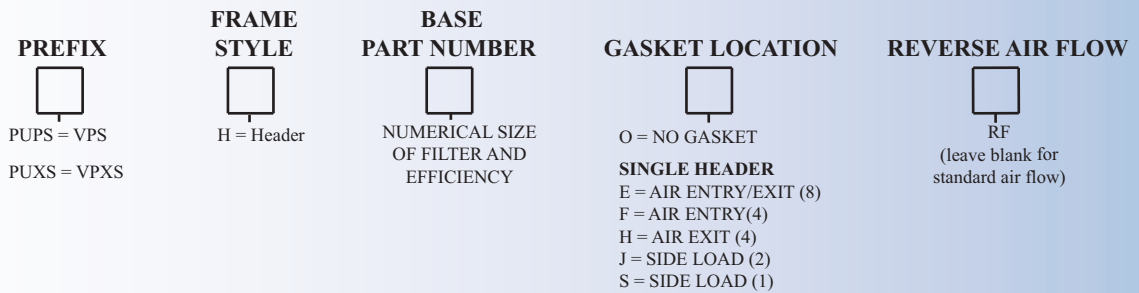 PREFIX
PUPS = VPS
PUXS = VPXS
FRAME
STYLE
H = Header
BASE
PART NUMBER
NUMERICAL SIZE
OF FILTER AND
EFFICIENCY
GASKET LOCATION
O = NO GASKET
SINGLE HEADER
E = AIR ENTRY/EXIT (8)
F = AIR ENTRY(4)
H = AIR EXIT (4)
J = SIDE LOAD (2)
S = SIDE LOAD (1)
REVERSE AIR FLOW
RF
(leave blank for
standard air flow)